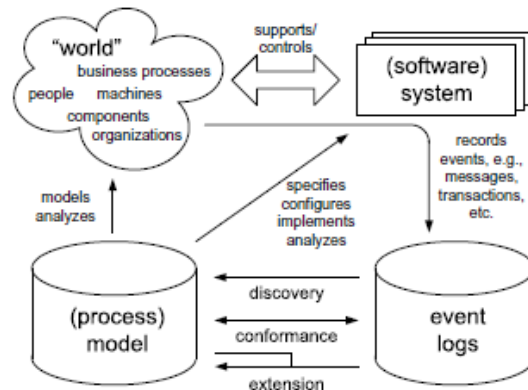 “world”
business processes
people machines
components
organizations
supports/
controls
(software)
system
records
events, e.g.,
messages,
transactions,
etc.
models
analyzes
specifies
configures
implements
analyzes
(process)
model
discovery
conformance
extension
event
logs